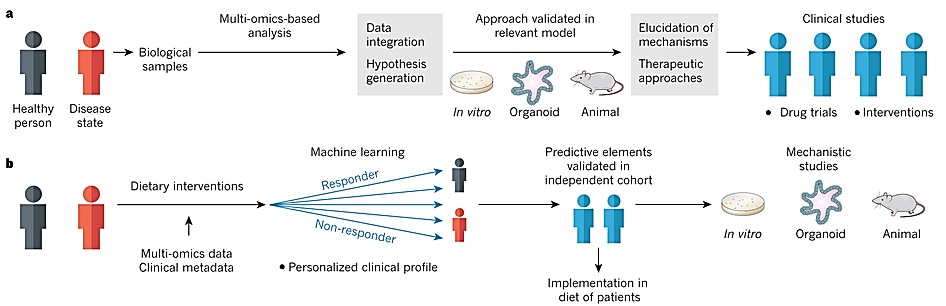 a
Healthy
person
Disease
state
Biological
samples
Multi-omics-based
analysis
Data
integration
Hypothesis
generation
Approach validated in
relevant model
In vitro
Organoid
Animal
Elucidation of
mechanisms
Therapeutic
approaches
Clinical studies
• Drug trials
• Interventions
b
Dietary interventions
Multi-omics data
Clinical metadata
Machine learning
Responder
Non-responder
• Personalized clinical profile
Predictive elements
validated in
independent cohort
Implementation in
diet of patients
Mechanistic
studies
In vitro
Organoid
Animal